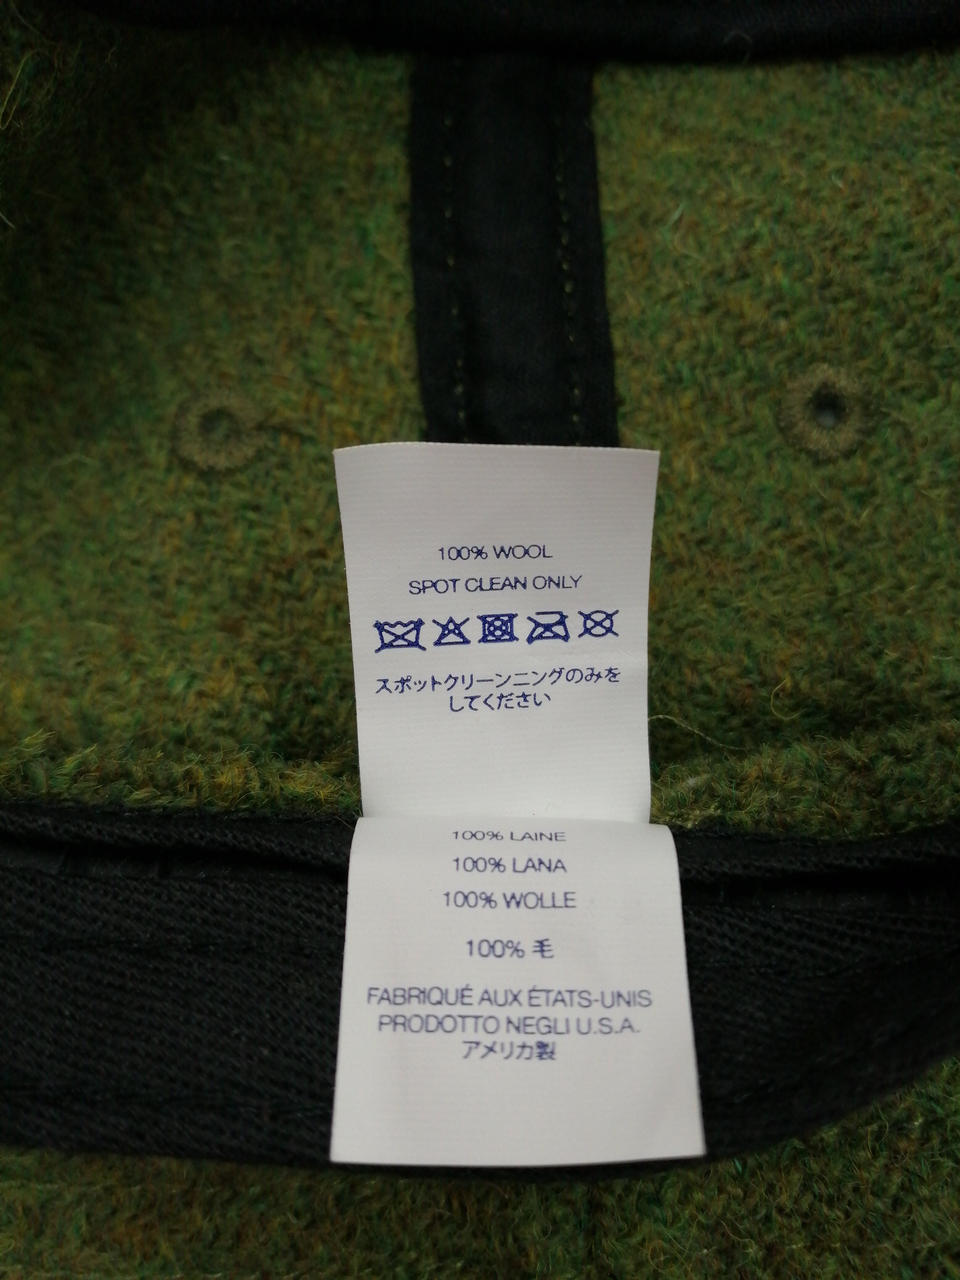 100% WOOL
SPOT CLEAN ONLY
スポットクリーンニングのみを
してください
100% LAINE
100% LANA
100% WOLLE
100% 毛
FABRIQUÉ AUX ÉTATS-UNIS
PRODOTTO NEGLI U.S.A.
アメリカ製